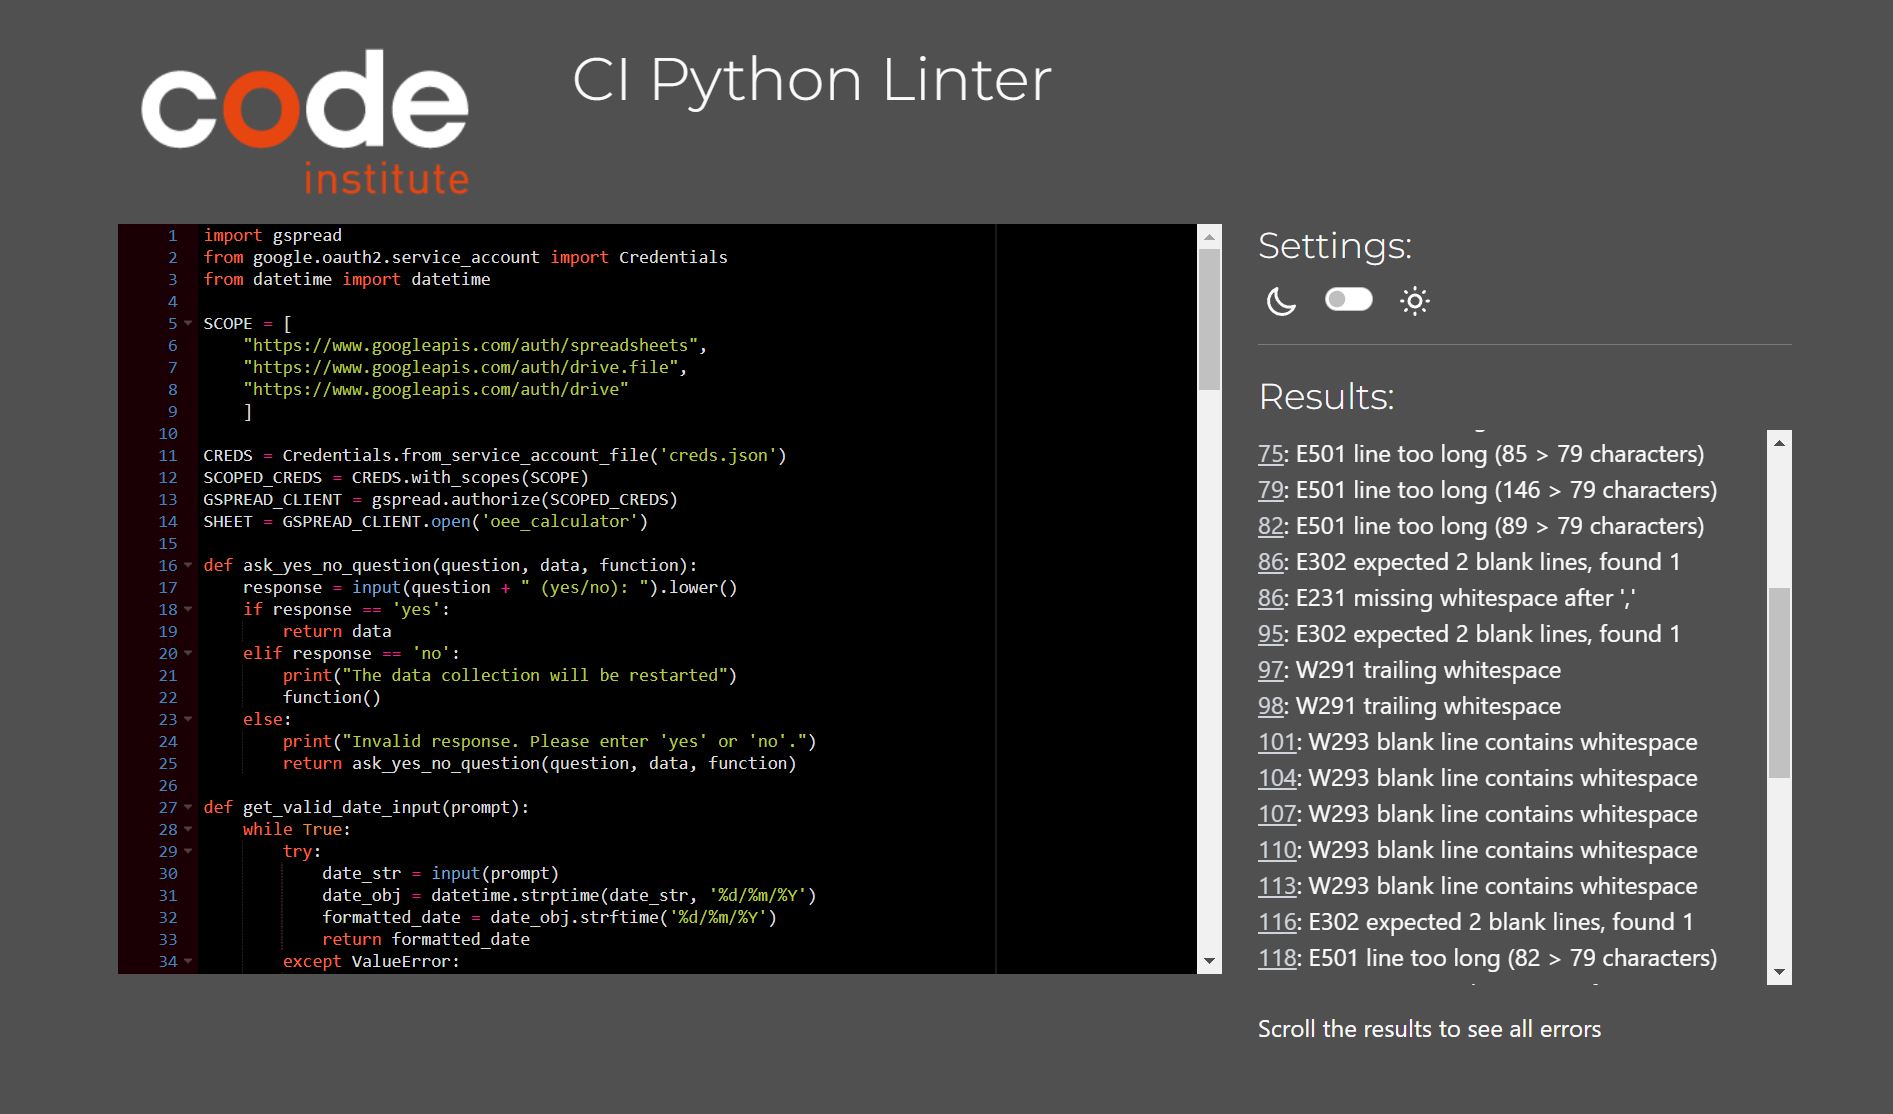 code
institute
CI Python Linter
1 import gspread
2 from google.oauth2.service_account import Credentials
3 from datetime import datetime
4
5 SCOPE = [
6     "https://www.googleapis.com/auth/spreadsheets",
7     "https://www.googleapis.com/auth/drive.file",
8     "https://www.googleapis.com/auth/drive"
9     ]
10
11 CREDS = Credentials.from_service_account_file('creds.json')
12 SCOPED_CREDS = CREDS.with_scopes(SCOPE)
13 GSPREAD_CLIENT = gspread.authorize(SCOPED_CREDS)
14 SHEET = GSPREAD_CLIENT.open('oee_calculator')
15
16 def ask_yes_no_question(question, data, function):
17     response = input(question + " (yes/no): ").lower()
18     if response == 'yes':
19         return data
20     elif response == 'no':
21         print("The data collection will be restarted")
22         function()
23     else:
24         print("Invalid response. Please enter 'yes' or 'no'.")
25         return ask_yes_no_question(question, data, function)
26
27 def get_valid_date_input(prompt):
28     while True:
29         try:
30             date_str = input(prompt)
31             date_obj = datetime.strptime(date_str, '%d/%m/%Y')
32             formatted_date = date_obj.strftime('%d/%m/%Y')
33             return formatted_date
34         except ValueError:
Settings:
Results:
75: E501 line too long (85 > 79 characters)
79: E501 line too long (146 > 79 characters)
82: E501 line too long (89 > 79 characters)
86: E302 expected 2 blank lines, found 1
86: E231 missing whitespace after ','
95: E302 expected 2 blank lines, found 1
97: W291 trailing whitespace
98: W291 trailing whitespace
101: W293 blank line contains whitespace
104: W293 blank line contains whitespace
107: W293 blank line contains whitespace
110: W293 blank line contains whitespace
113: W293 blank line contains whitespace
116: E302 expected 2 blank lines, found 1
118: E501 line too long (82 > 79 characters)
Scroll the results to see all errors